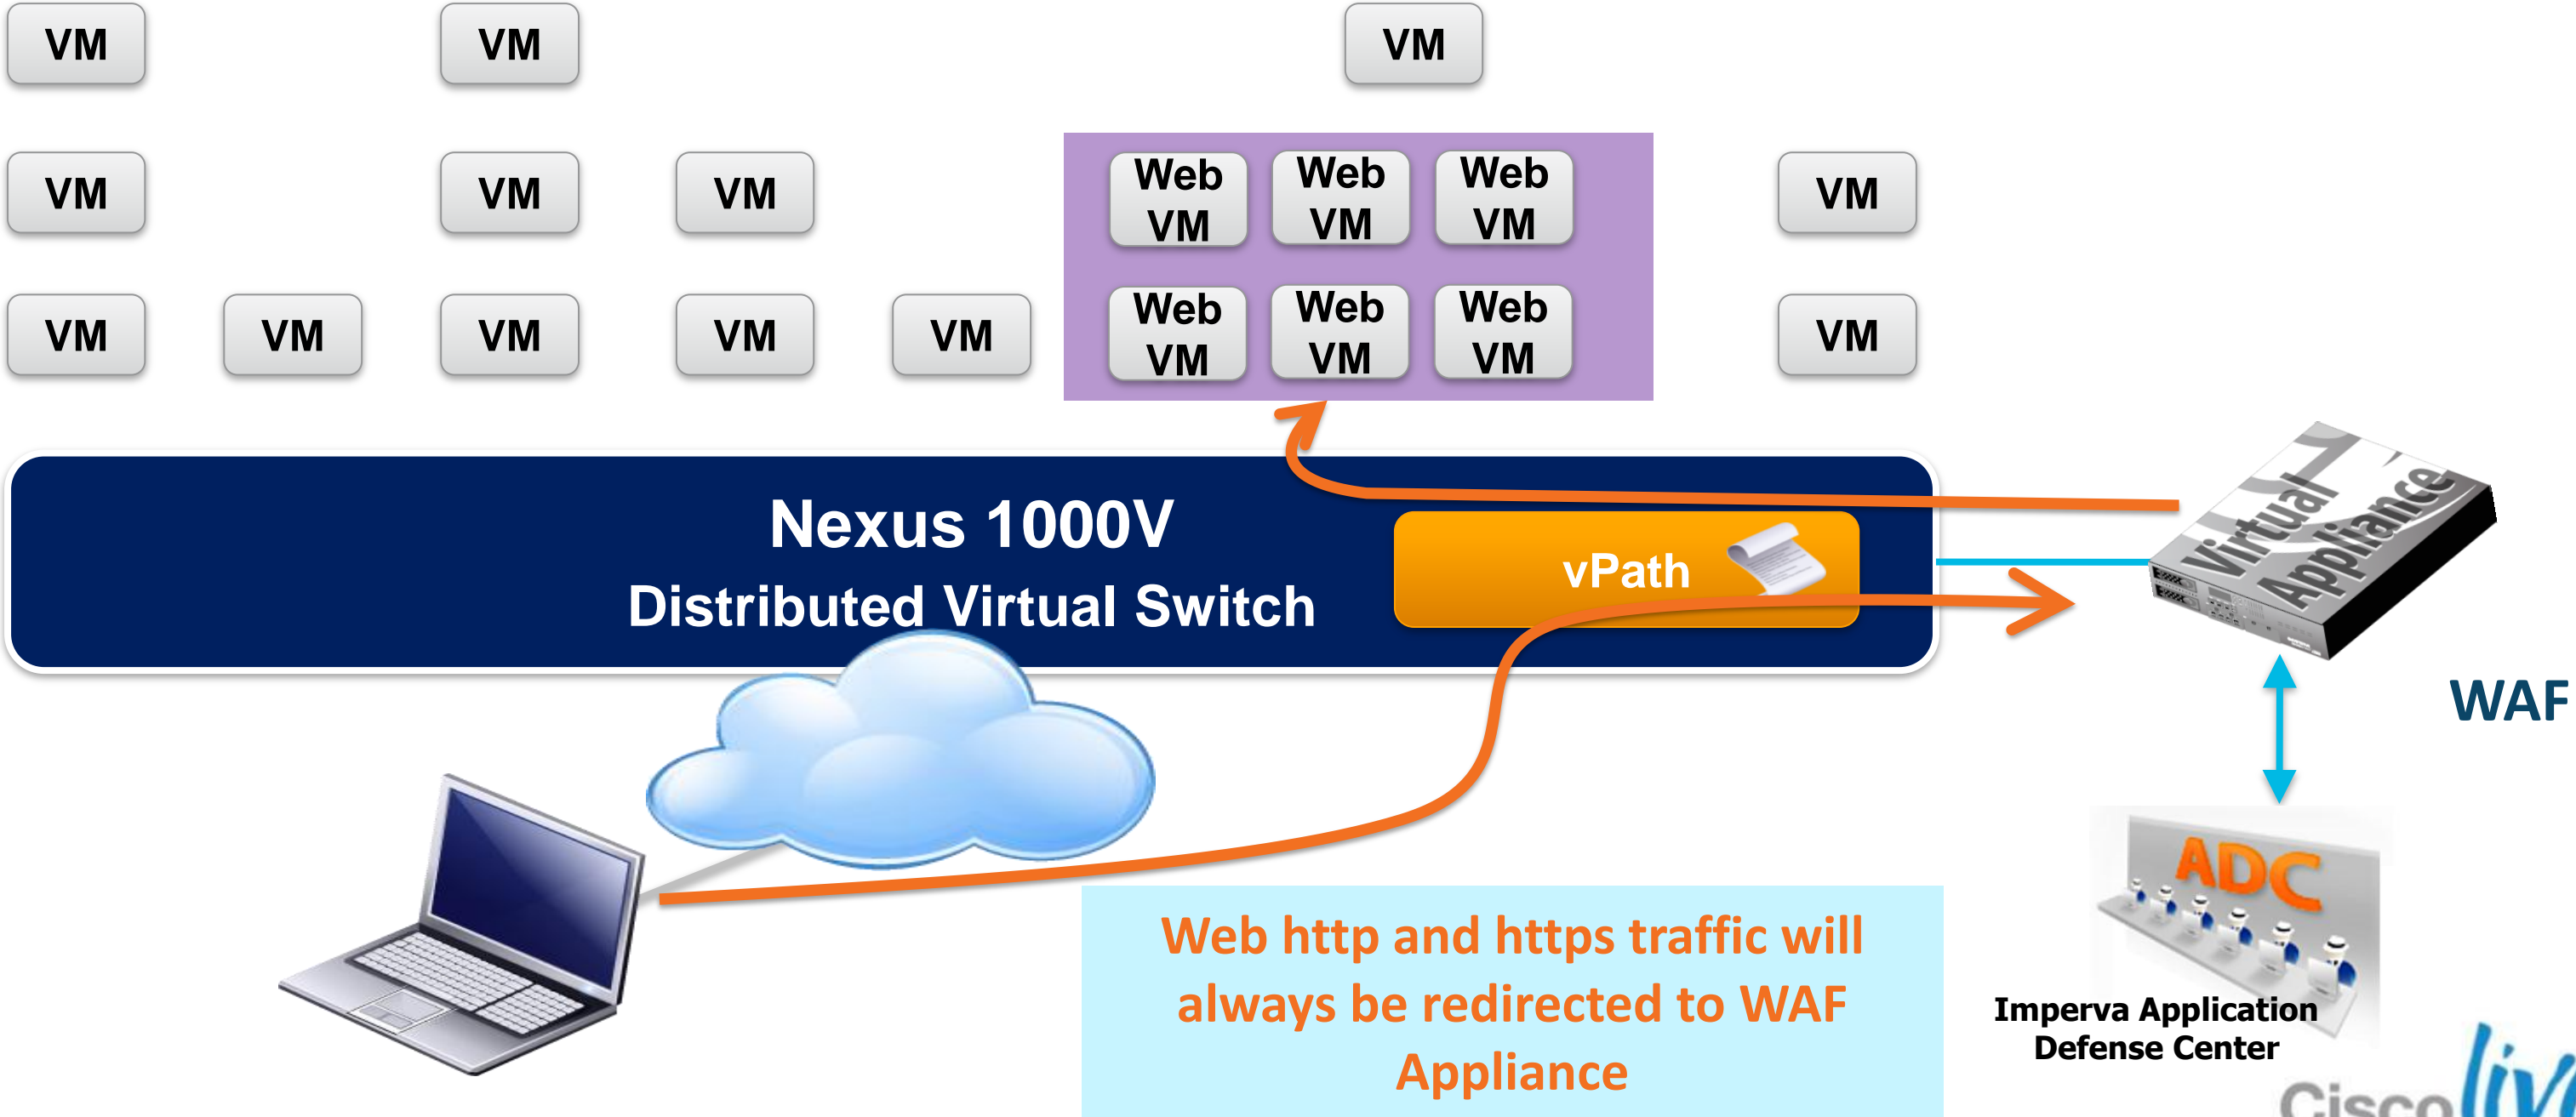 VM
VM
VM
VM
VM
VM
Web
VM
Web
VM
Web
VM
VM
VM
VM
VM
VM
VM
Web
VM
Web
VM
Web
VM
VM
Nexus 1000V
Distributed Virtual Switch
vPath
Virtual
Appliance
WAF
ADC
Web http and https traffic will
always be redirected to WAF
Appliance
Imperva Application
Defense Center
Cisco